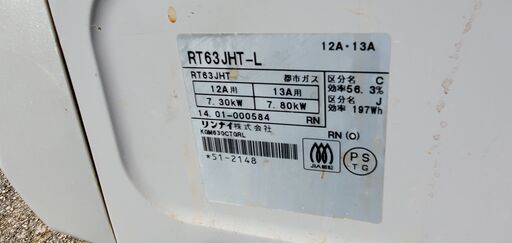 12A・13A
RT63JHT-L
RT63JHT 都市ガス
12A用 13A用
7.30kW 7.80kW
区分名 C
効率56.3%
区分名 J
効率 197Wh
14.01-000584 RN
リンナイ株式会社
KGM630CTGRL
RN(O)
*51-2148
JIA
PS
TG